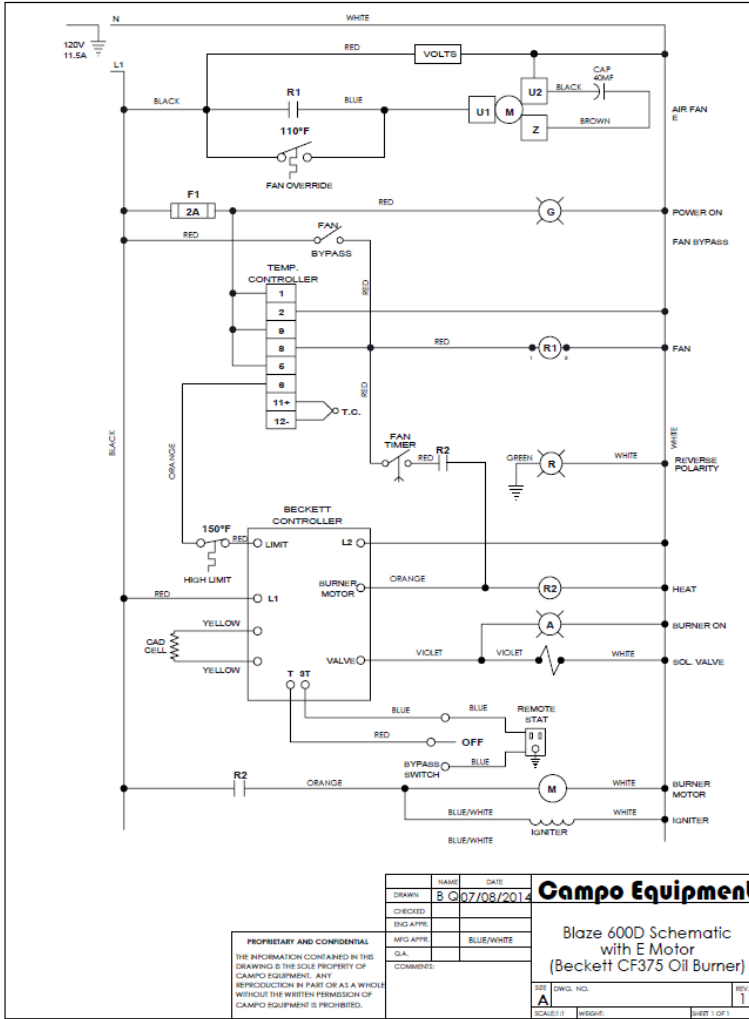 N
WHITE
120V
11.5A
L1
RED
VOLTS
CAP
40MF
BLACK
R1
BLUE
U1
M
U2
BLACK
Z
BROWN
AIR FAN
E
110°F
FAN OVERRIDE
F1
2A
RED
G
POWER ON
RED
FAN
BYPASS
FAN BYPASS
TEMP.
CONTROLLER
1
2
9
8
5
6
11+
12-
T.C.
RED
RED
1
R1
3
FAN
RED
BLACK
ORANGE
WHITE
FAN
TIMER
RED
R2
GREEN
R
WHITE
REVERSE
POLARITY
BECKETT
CONTROLLER
150°F
RED
HIGH LIMIT
LIMIT
L2
BURNER
MOTOR
ORANGE
R2
HEAT
RED
L1
YELLOW
CAD
CELL
YELLOW
A
BURNER ON
VALVE
VIOLET
VIOLET
WHITE
SOL. VALVE
T 3T
BLUE
BLUE
REMOTE
STAT
RED
OFF
BYPASS
SWITCH
BLUE
R2
ORANGE
M
WHITE
BURNER
MOTOR
BLUE/WHITE
WHITE
IGNITER
IGNITER
BLUE/WHITE
NAME DATE
DRAWN B Q 07/08/2014
CHECKED
ENG APPR.
MFG APPR. BLUE/WHITE
Q.A.
COMMENTS:
Campo Equipment
Blaze 600D Schematic
with E Motor
(Beckett CF375 Oil Burner)
SIZE DWG. NO. REV.
A 1
SCALE:1:1 WEIGHT: SHEET 1 OF 1
PROPRIETARY AND CONFIDENTIAL
THE INFORMATION CONTAINED IN THIS
DRAWING IS THE SOLE PROPERTY OF
CAMPO EQUIPMENT. ANY
REPRODUCTION IN PART OR AS A WHOLE
WITHOUT THE WRITTEN PERMISSION OF
CAMPO EQUIPMENT IS PROHIBITED.